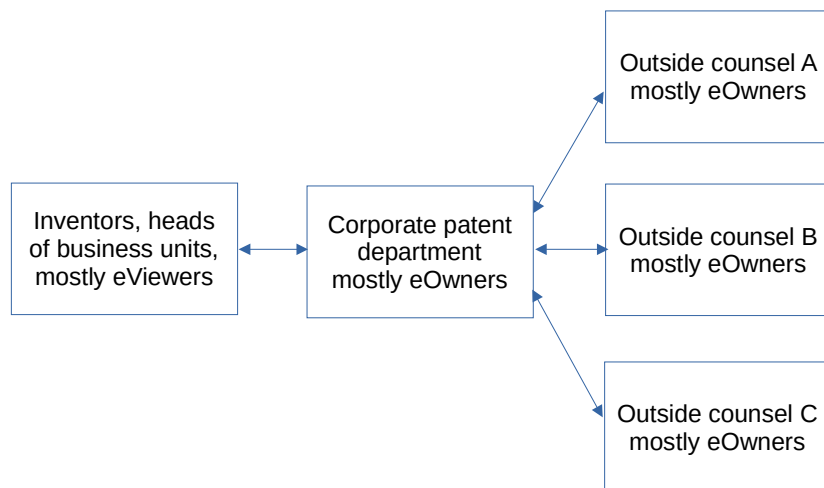 Inventors, heads
of business units,
mostly eViewers
Corporate patent
department
mostly eOwners
Outside counsel A
mostly eOwners
Outside counsel B
mostly eOwners
Outside counsel C
mostly eOwners